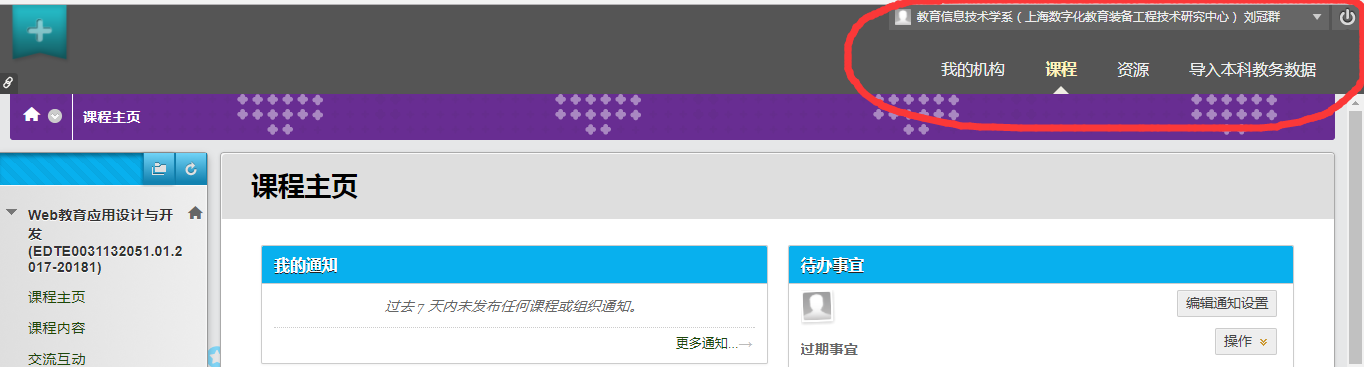 教育信息技术学系（上海数字化教育装备工程技术研究中心） 刘冠群
我的机构 课程 资源 导入本科教务数据
课程主页
课程主页
Web教育应用设计与开
发
(EDTE0031132051.01.2
017-20181)
课程主页
课程内容
交流互动
我的通知
过去 7 天内未发布任何课程或组织通知。
更多通知...→
待办事宜
编辑通知设置
操作
过期事宜